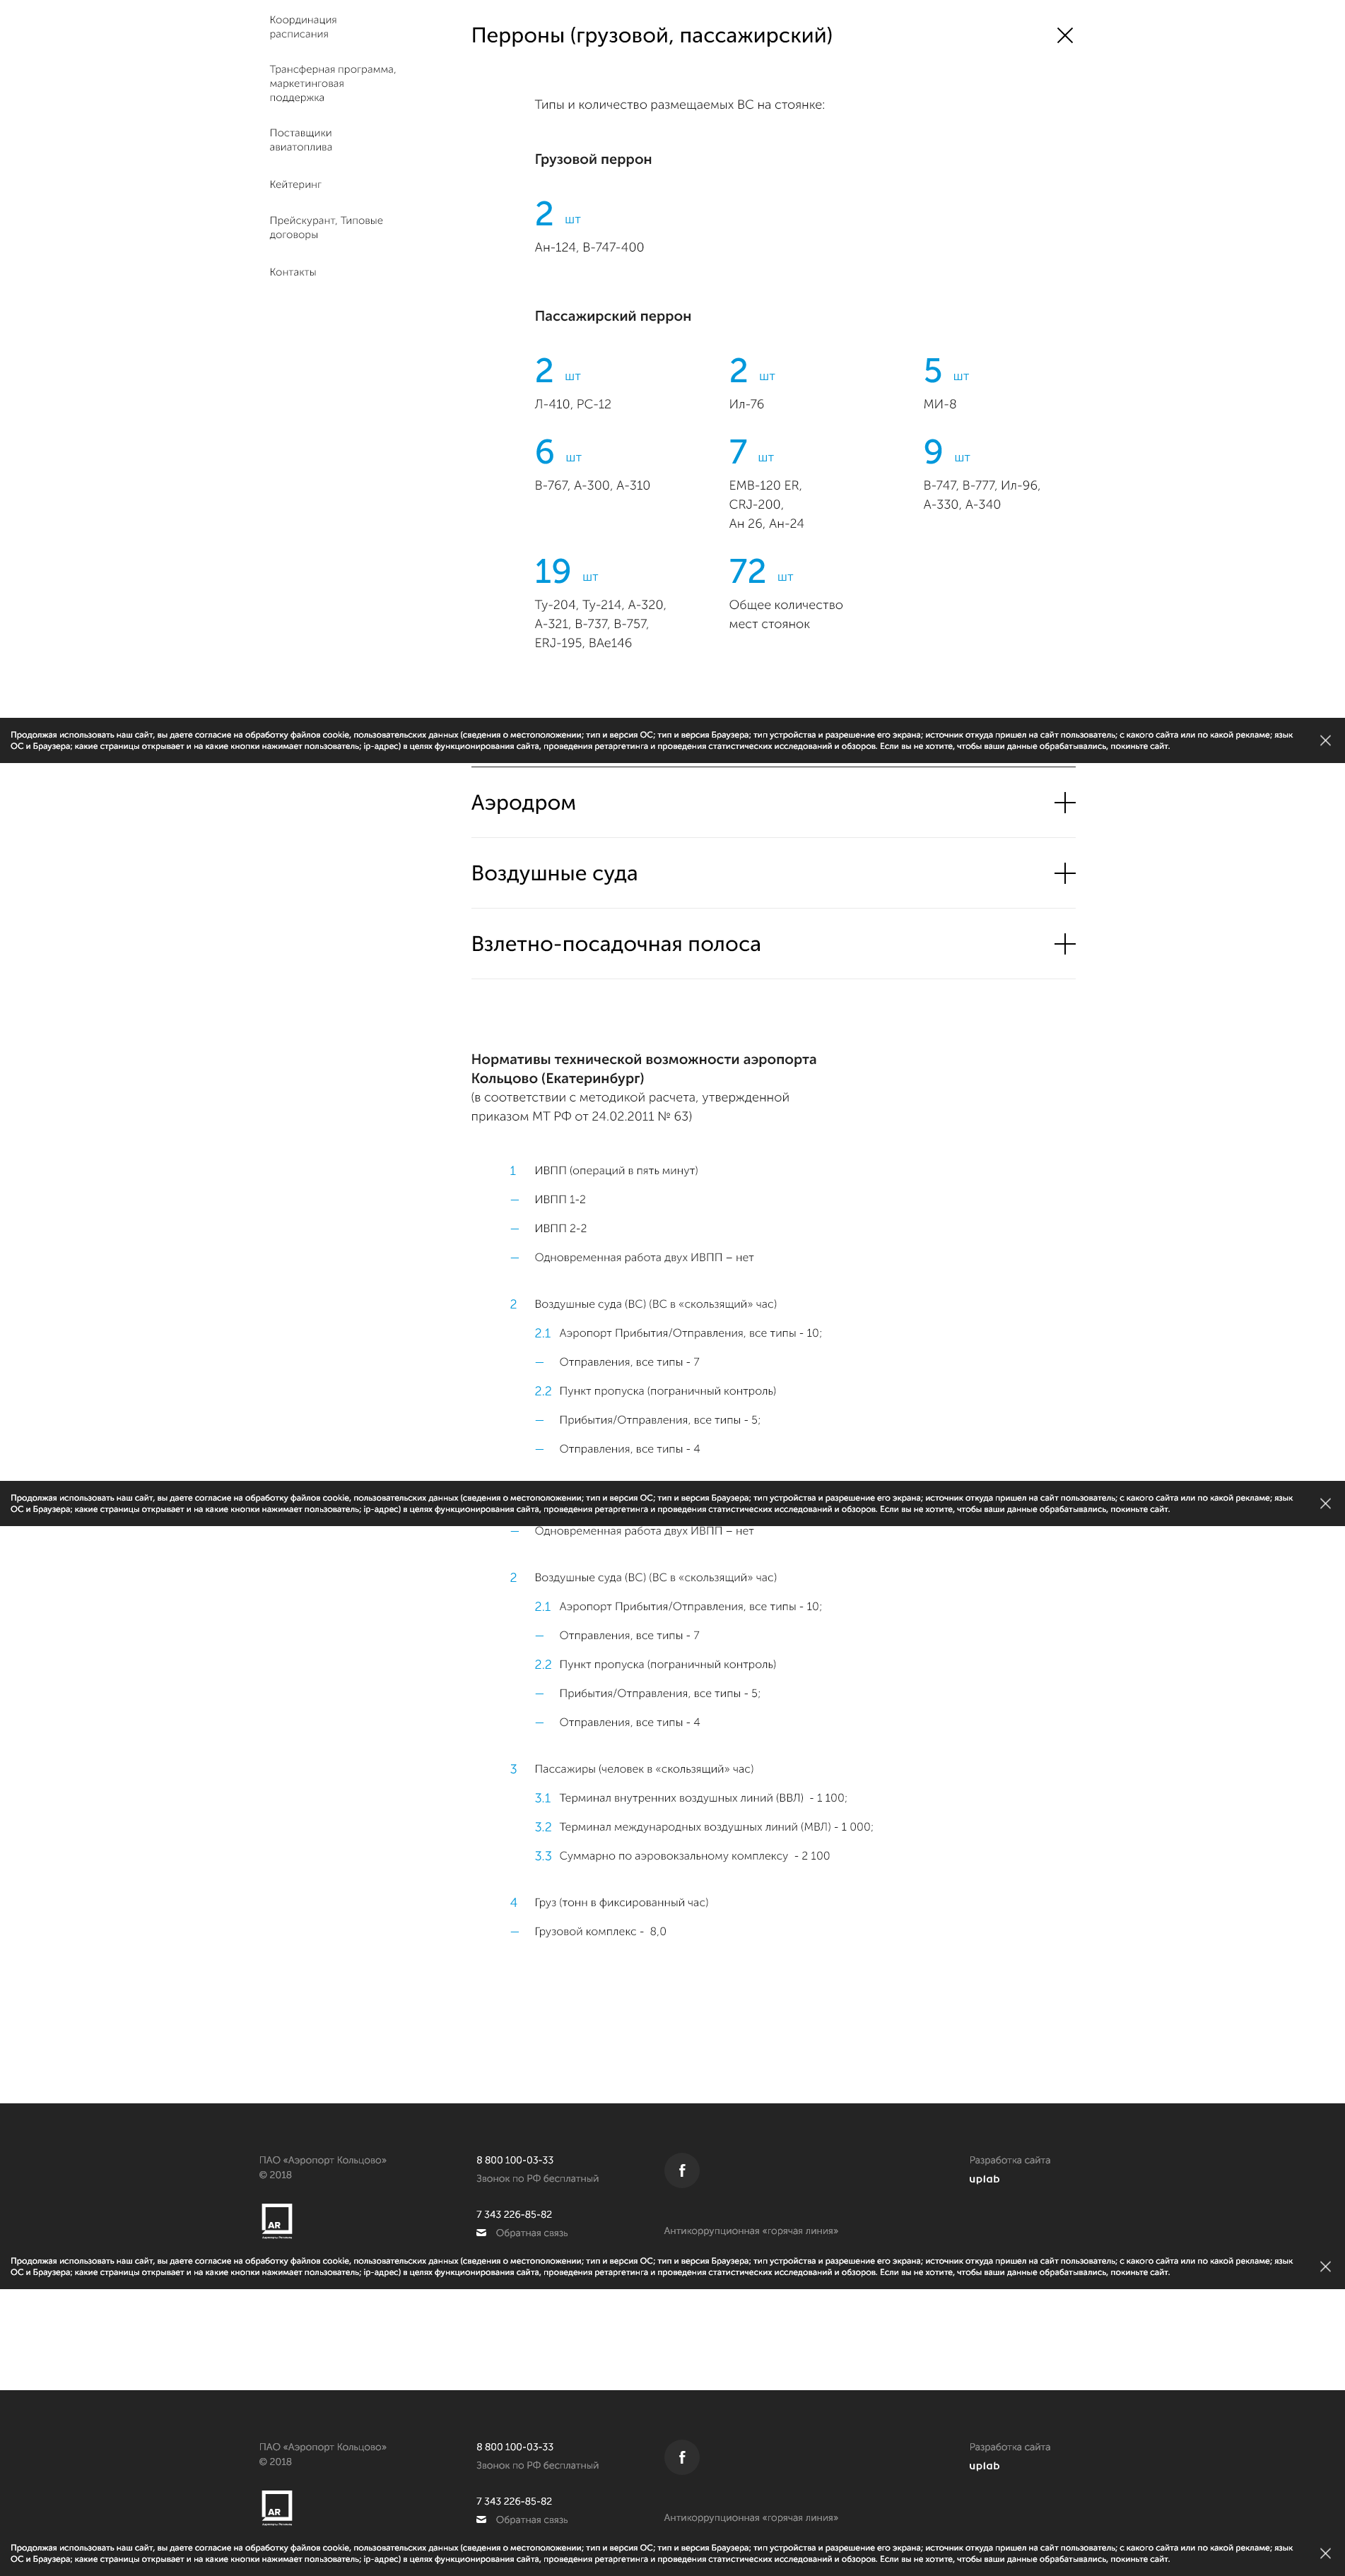 Координация
расписания
Трансферная программа,
маркетинговая
поддержка
Поставщики
авиатоплива
Кейтеринг
Прейскурант, Типовые
договоры
Контакты
Перроны (грузовой, пассажирский)
Типы и количество размещаемых ВС на стоянке:
Грузовой перрон
2 шт
Ан-124, В-747-400
Пассажирский перрон
2 шт
Л-410, РС-12
2 шт
Ил-76
5 шт
МИ-8
6 шт
В-767, А-300, А-310
7 шт
EMB-120 ER,
CRJ-200,
Ан 26, Ан-24
9 шт
В-747, В-777, Ил-96,
А-330, А-340
19 шт
Ту-204, Ту-214, А-320,
А-321, В-737, В-757,
ERJ-195, BAe146
72 шт
Общее количество
мест стоянок
Продолжая использовать наш сайт, вы даете согласие на обработку файлов cookie, пользовательских данных (сведения о местоположении; тип и версия ОС; тип и версия Браузера; тип устройства и разрешение его экрана; источник откуда пришел на сайт пользователь; с какого сайта или по какой рекламе; язык
ОС и Браузера; какие страницы открывает и на какие кнопки нажимает пользователь; ip-адрес) в целях функционирования сайта, проведения ретаргетинга и проведения статистических исследований и обзоров. Если вы не хотите, чтобы ваши данные обрабатывались, покиньте сайт.
Аэродром
Воздушные суда
Взлетно-посадочная полоса
Нормативы технической возможности аэропорта
Кольцово (Екатеринбург)
(в соответствии с методикой расчета, утвержденной
приказом МТ РФ от 24.02.2011 № 63)
1 ИВПП (операций в пять минут)
— ИВПП 1-2
— ИВПП 2-2
— Одновременная работа двух ИВПП – нет
2 Воздушные суда (ВС) (ВС в «скользящий» час)
2.1 Аэропорт Прибытия/Отправления, все типы - 10;
— Отправления, все типы - 7
2.2 Пункт пропуска (пограничный контроль)
— Прибытия/Отправления, все типы - 5;
— Отправления, все типы - 4
Продолжая использовать наш сайт, вы даете согласие на обработку файлов cookie, пользовательских данных (сведения о местоположении; тип и версия ОС; тип и версия Браузера; тип устройства и разрешение его экрана; источник откуда пришел на сайт пользователь; с какого сайта или по какой рекламе; язык
ОС и Браузера; какие страницы открывает и на какие кнопки нажимает пользователь; ip-адрес) в целях функционирования сайта, проведения ретаргетинга и проведения статистических исследований и обзоров. Если вы не хотите, чтобы ваши данные обрабатывались, покиньте сайт.
— Одновременная работа двух ИВПП – нет
2 Воздушные суда (ВС) (ВС в «скользящий» час)
2.1 Аэропорт Прибытия/Отправления, все типы - 10;
— Отправления, все типы - 7
2.2 Пункт пропуска (пограничный контроль)
— Прибытия/Отправления, все типы - 5;
— Отправления, все типы - 4
3 Пассажиры (человек в «скользящий» час)
3.1 Терминал внутренних воздушных линий (ВВЛ) - 1 100;
3.2 Терминал международных воздушных линий (МВЛ) - 1 000;
3.3 Суммарно по аэровокзальному комплексу - 2 100
4 Груз (тонн в фиксированный час)
— Грузовой комплекс - 8,0
ПАО «Аэропорт Кольцово»
© 2018
AR
8 800 100-03-33
Звонок по РФ бесплатный
7 343 226-85-82
Обратная связь
f
Антикоррупционная «горячая линия»
Разработка сайта
uplab
Продолжая использовать наш сайт, вы даете согласие на обработку файлов cookie, пользовательских данных (сведения о местоположении; тип и версия ОС; тип и версия Браузера; тип устройства и разрешение его экрана; источник откуда пришел на сайт пользователь; с какого сайта или по какой рекламе; язык
ОС и Браузера; какие страницы открывает и на какие кнопки нажимает пользователь; ip-адрес) в целях функционирования сайта, проведения ретаргетинга и проведения статистических исследований и обзоров. Если вы не хотите, чтобы ваши данные обрабатывались, покиньте сайт.
ПАО «Аэропорт Кольцово»
© 2018
AR
8 800 100-03-33
Звонок по РФ бесплатный
7 343 226-85-82
Обратная связь
f
Антикоррупционная «горячая линия»
Разработка сайта
uplab
Продолжая использовать наш сайт, вы даете согласие на обработку файлов cookie, пользовательских данных (сведения о местоположении; тип и версия ОС; тип и версия Браузера; тип устройства и разрешение его экрана; источник откуда пришел на сайт пользователь; с какого сайта или по какой рекламе; язык
ОС и Браузера; какие страницы открывает и на какие кнопки нажимает пользователь; ip-адрес) в целях функционирования сайта, проведения ретаргетинга и проведения статистических исследований и обзоров. Если вы не хотите, чтобы ваши данные обрабатывались, покиньте сайт.